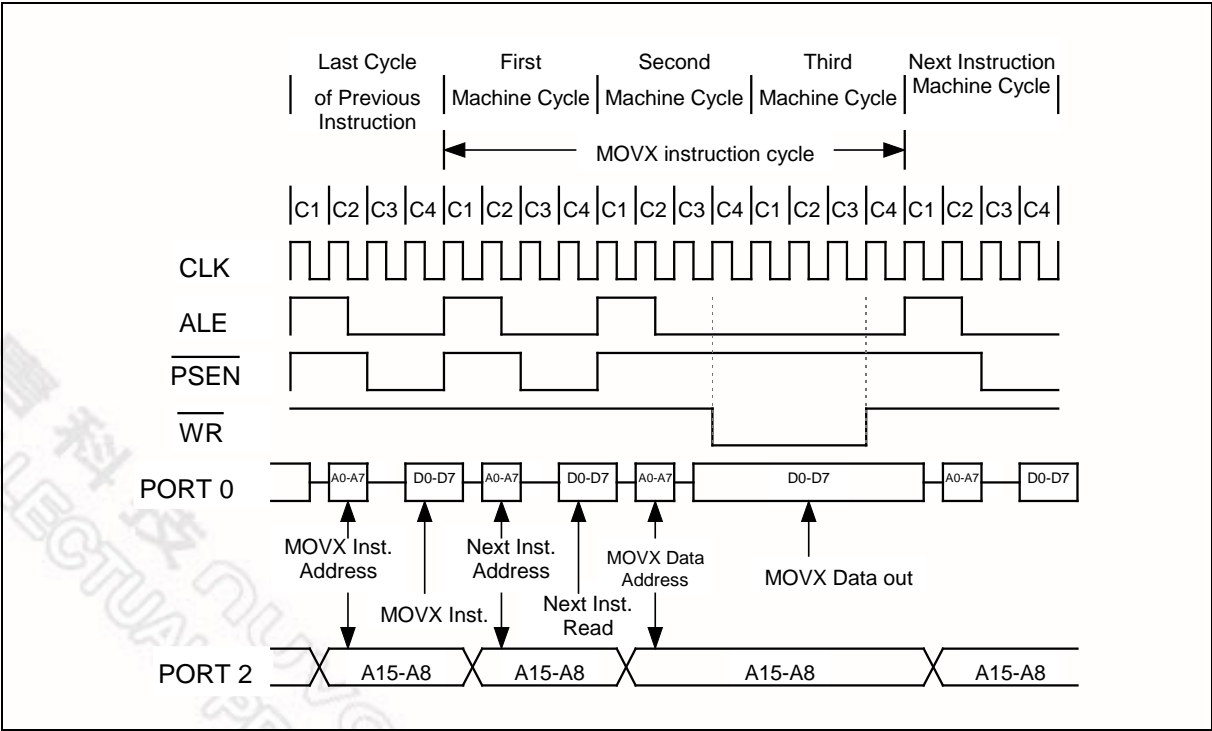 Last Cycle
of Previous
Instruction
First
Machine Cycle
Second
Machine Cycle
Third
Machine Cycle
Next Instruction
Machine Cycle
MOVX instruction cycle
C1 C2 C3 C4 C1 C2 C3 C4 C1 C2 C3 C4 C1 C2 C3 C4 C1 C2 C3 C4
CLK
ALE
PSEN
WR
PORT 0
A0-A7 D0-D7 A0-A7 D0-D7 A0-A7 D0-D7 A0-A7 D0-D7
MOVX Inst.
Address
MOVX Inst.
Next Inst.
Address
Next Inst.
Read
MOVX Data
Address
MOVX Data out
PORT 2
A15-A8 A15-A8 A15-A8 A15-A8
科技